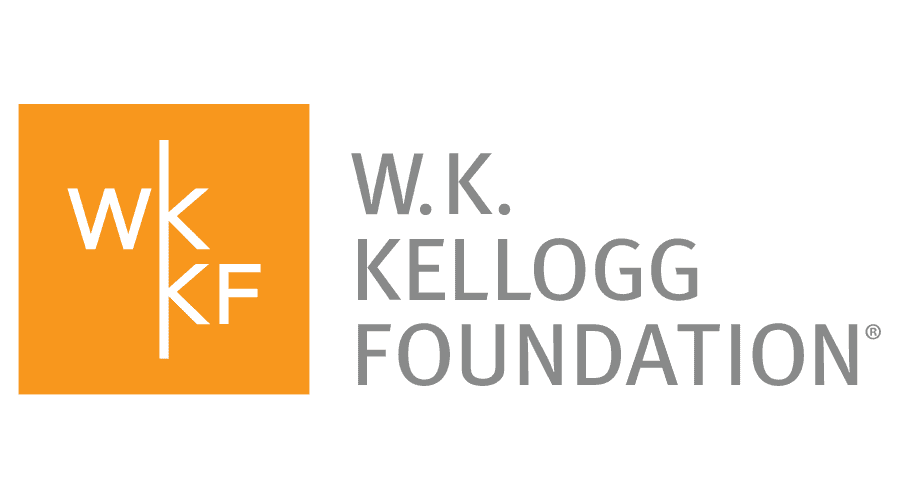 WK
KF
W.K.
KELLOGG
FOUNDATION®